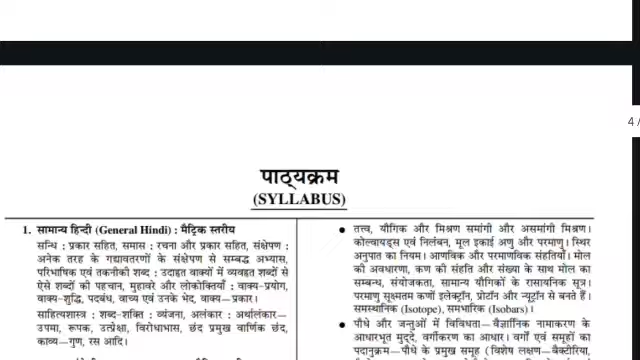 4 /
पाठ्यक्रम
(SYLLABUS)
1. सामान्य हिन्दी (General Hindi) : मैट्रिक स्तरीय
सन्धि : प्रकार सहित, समास : रचना और प्रकार सहित, संक्षेपण :
अनेक तरह के गद्यावतरणों के संक्षेपण से सम्बद्ध अभ्यास,
परिभाषिक एवं तकनीकी शब्द : उदाहृत वाक्यों में व्यवहृत शब्दों से
ऐसे शब्दों की पहचान, मुहावरे और लोकोक्तियाँ : वाक्य-प्रयोग,
वाक्य-शुद्धि, पदबंध, वाच्य एवं उनके भेद, वाक्य—प्रकार।
साहित्यशास्त्र : शब्द-शक्ति : व्यंजना, अलंकार : अर्थालंकार-
उपमा, रूपक, उत्प्रेक्षा, विरोधाभास, छंद प्रमुख वार्णिक छंद,
काव्य—गुण, रस आदि।
● तत्त्व, यौगिक और मिश्रण समांगी और असमांगी मिश्रण।
कोल्वायड्स एवं निलंबन, मूल इकाई अणु और परमाणु। स्थिर
अनुपात का नियम। आणविक और परमाणविक संहतियाँ। मोल
की अवधारणा, कण की संहति और संख्या के साथ मोल का
सम्बन्ध, संयोजकता, सामान्य यौगिकों के रासायनिक सूत्र।
परमाणु सूक्ष्मतम कणों इलेक्ट्रॉन, प्रोटॉन और न्यूट्रॉन से बनते हैं।
समस्थानिक (Isotope), समभारिक (Isobars)।
● पौधे और जन्तुओं में विविधता—वैज्ञानिक नामाकरण के
आधारभूत मुद्दे, वर्गीकरण का आधार। वर्गों एवं समूहों का
पदानुक्रम—पौधे के प्रमुख समूह (विशेष लक्षण—बैक्टीरिया,